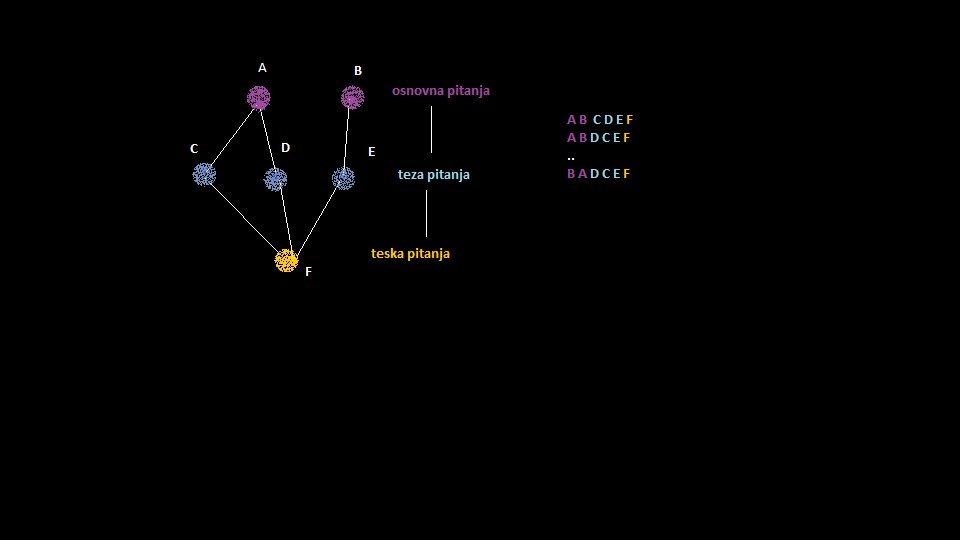 A
B
osnovna pitanja
C
D
E
teza pitanja
teska pitanja
F
A B C D E F
A B D C E F
..
B A D C E F